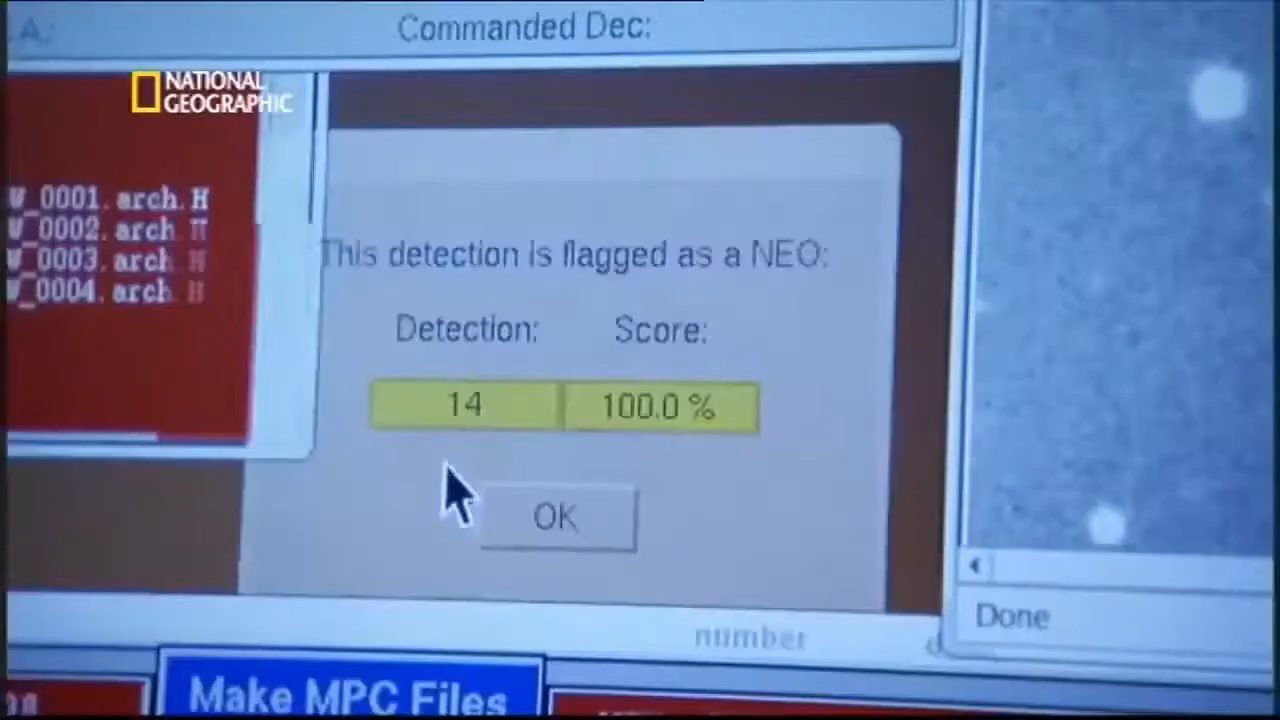 A:
Commanded Dec:
NATIONAL
GEOGRAPHIC
_0001.arch.H
_0002.arch
_0003.arch H
_0004.arch.H
This detection is flagged as a NEO:
Detection: Score:
14 100.0 %
OK
Done
number
Make MPC Files